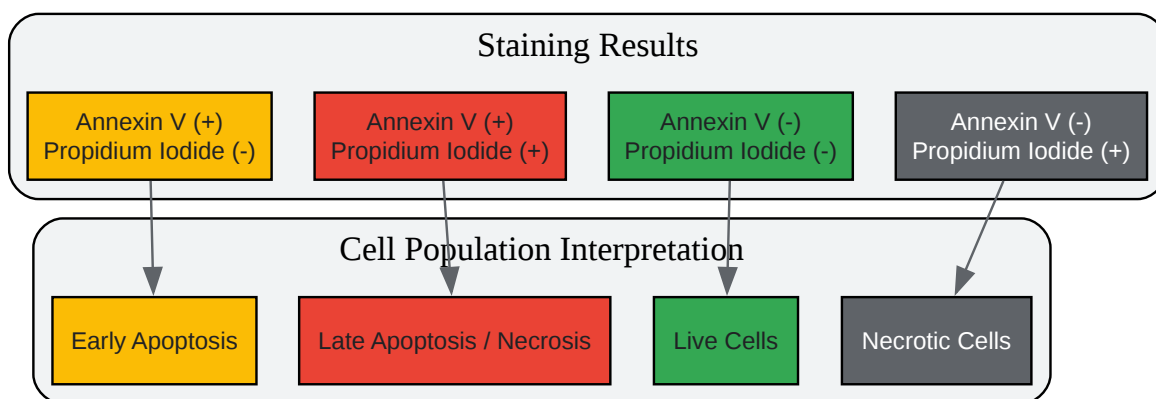 Staining Results
Annexin V (+)
Propidium Iodide (-)
Annexin V (+)
Propidium Iodide (+)
Annexin V (-)
Propidium Iodide (-)
Annexin V (-)
Propidium Iodide (+)
Cell Population Interpretation
Early Apoptosis
Late Apoptosis / Necrosis
Live Cells
Necrotic Cells